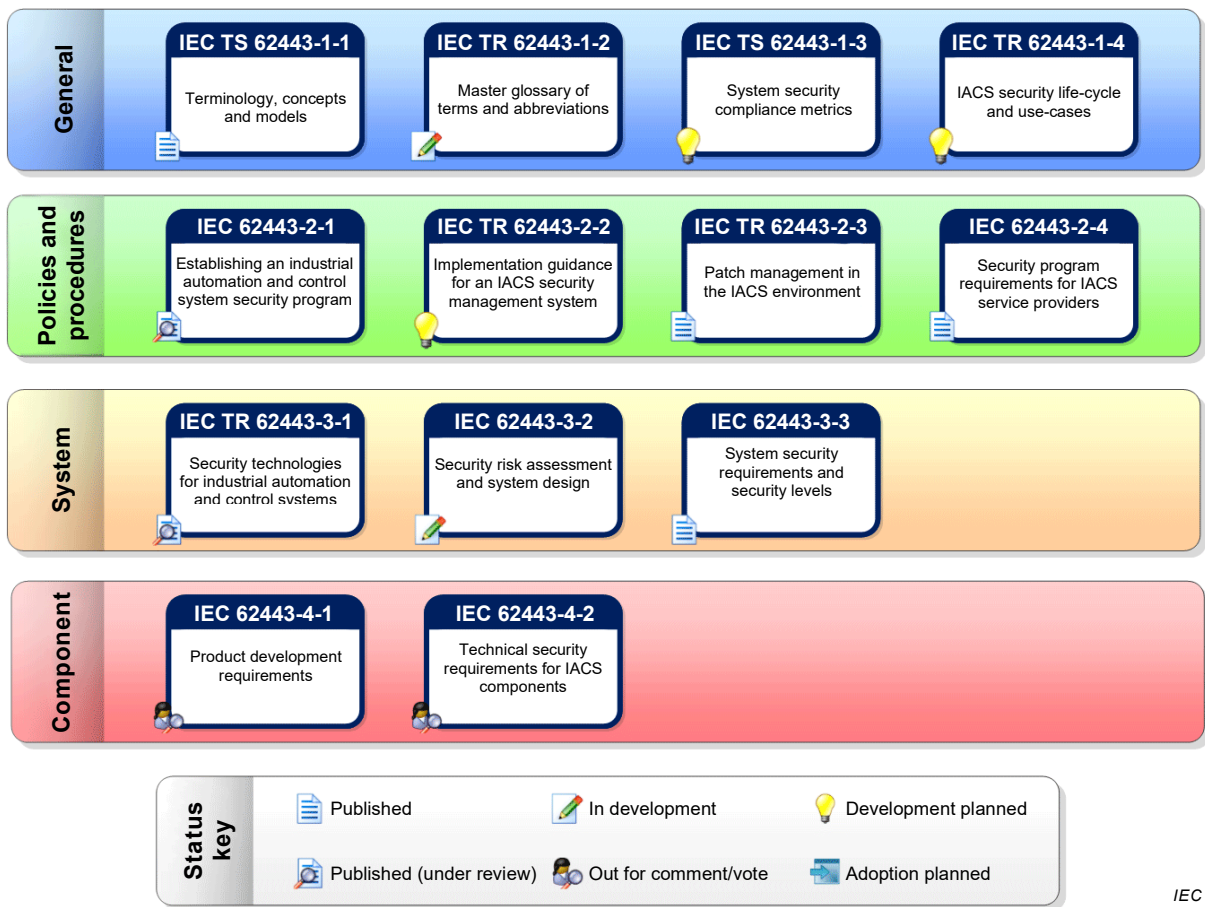 General
IEC TS 62443-1-1
Terminology, concepts
and models
IEC TR 62443-1-2
Master glossary of
terms and abbreviations
IEC TS 62443-1-3
System security
compliance metrics
IEC TR 62443-1-4
IACS security life-cycle
and use-cases
Policies and
procedures
IEC 62443-2-1
Establishing an industrial
automation and control
system security program
IEC TR 62443-2-2
Implementation guidance
for an IACS security
management system
IEC TR 62443-2-3
Patch management in
the IACS environment
IEC 62443-2-4
Security program
requirements for IACS
service providers
System
IEC TR 62443-3-1
Security technologies
for industrial automation
and control systems
IEC 62443-3-2
Security risk assessment
and system design
IEC 62443-3-3
System security
requirements and
security levels
Component
IEC 62443-4-1
Product development
requirements
IEC 62443-4-2
Technical security
requirements for IACS
components
Status
key
Published
In development
Development planned
Published (under review)
Out for comment/vote
Adoption planned
IEC